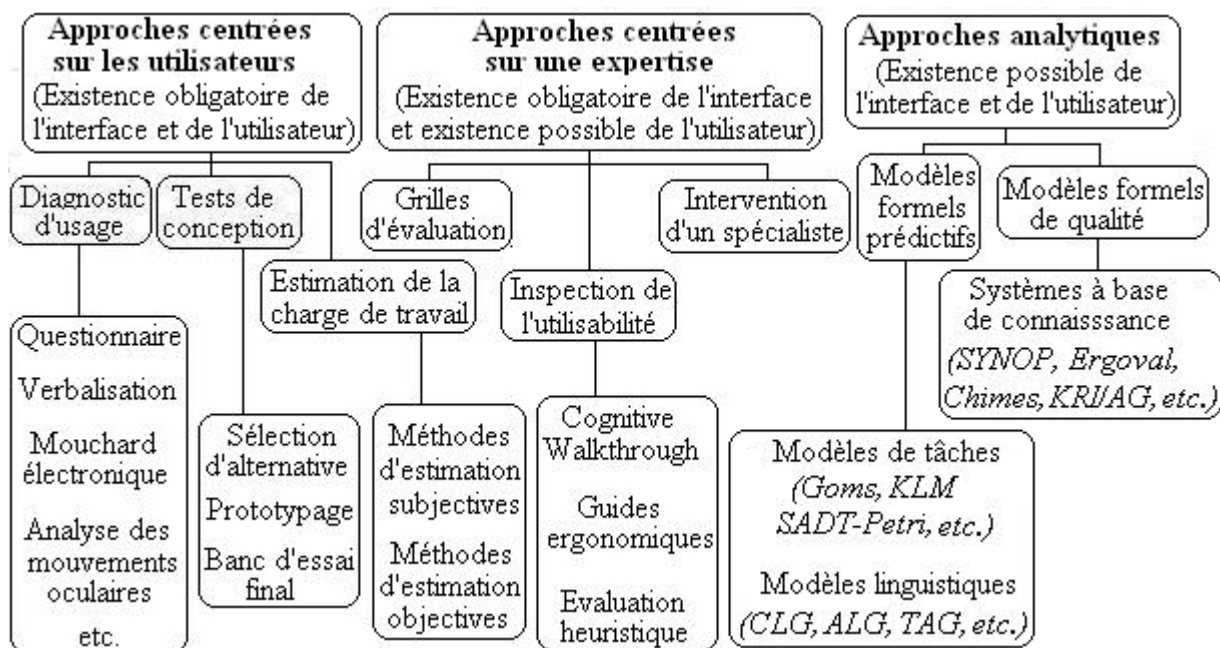 Approches centrées
sur les utilisateurs
(Existence obligatoire de
l'interface et de l'utilisateur)
Approches centrées
sur une expertise
(Existence obligatoire de l'interface
et existence possible de l'utilisateur)
Approches analytiques
(Existence possible de
l'interface et de l'utilisateur)
Diagnostic
d'usage
Tests de
conception
Estimation de la
charge de travail
Grilles
d'évaluation
Inspection de
l'utilisabilité
Intervention
d'un spécialiste
Modèles
formels
prédictifs
Modèles formels
de qualité
Questionnaire
Verbalisation
Mouchard
électronique
Analyse des
mouvements
oculaires
etc.
Sélection
d'alternative
Prototypage
Banc d'essai
final
Méthodes
d'estimation
subjectives
Méthodes
d'estimation
objectives
Cognitive
Walkthrough
Guides
ergonomiques
Evaluation
heuristique
Modèles de tâches
(Goms, KLM
SADT-Petri, etc.)
Modèles linguistiques
(CLG, ALG, TAG, etc.)
Systèmes à base
de connaisssance
(SYNOP, Ergoval,
Chimes, KRI/AG, etc.)